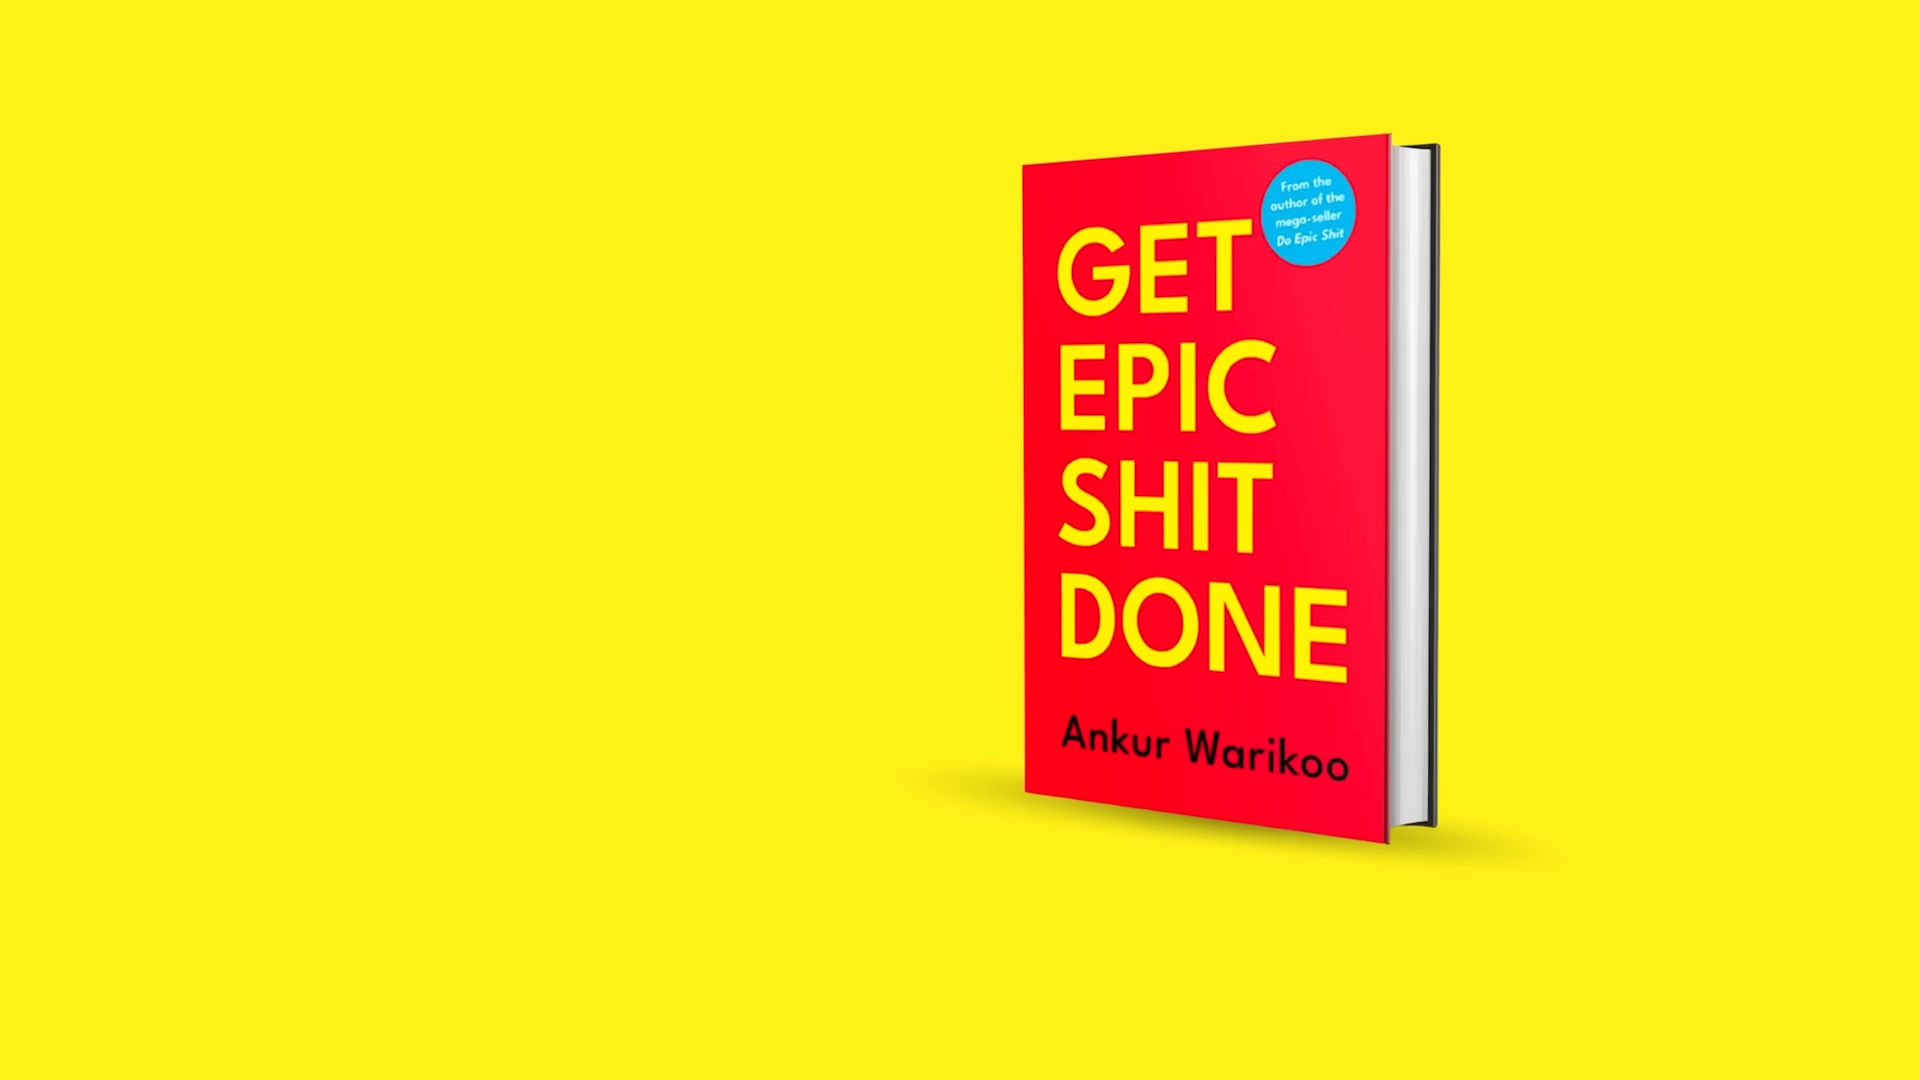 From the
author of the
mega-seller
Do Epic Shit
GET
EPIC
SHIT
DONE
Ankur Warikoo